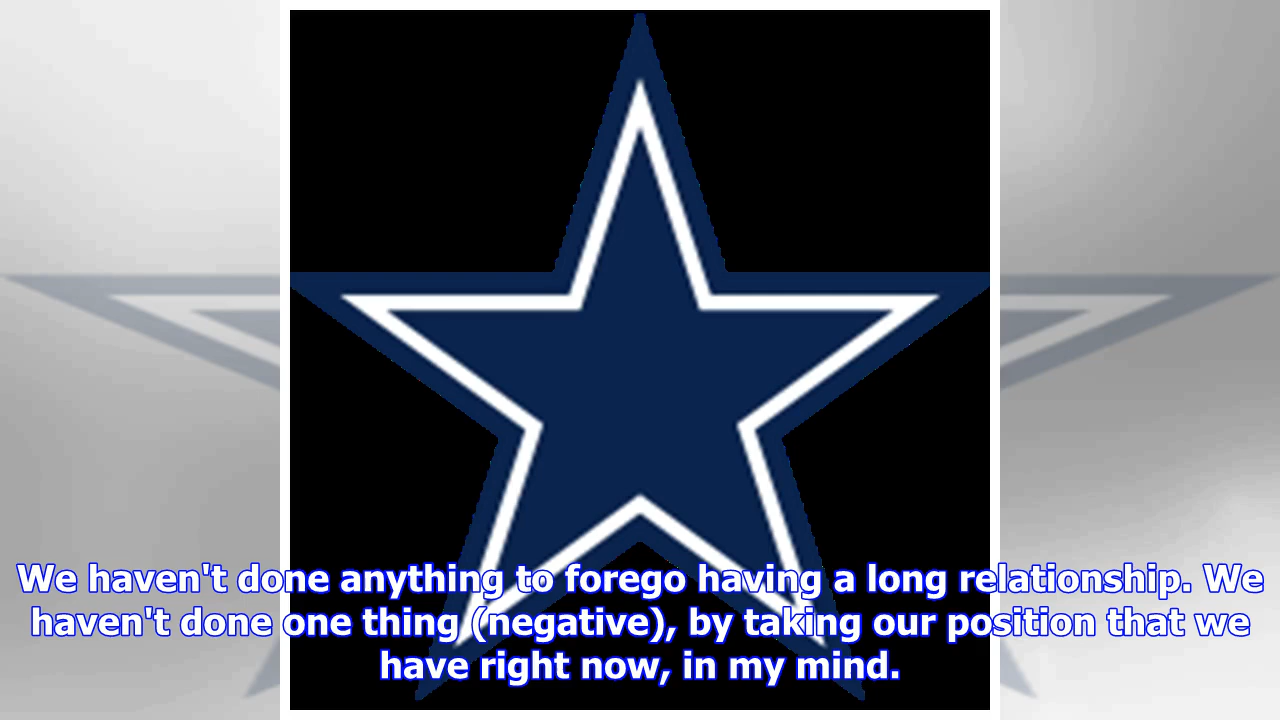 We haven't done anything to forego having a long relationship. We
haven't done one thing (negative), by taking our position that we
have right now, in my mind.